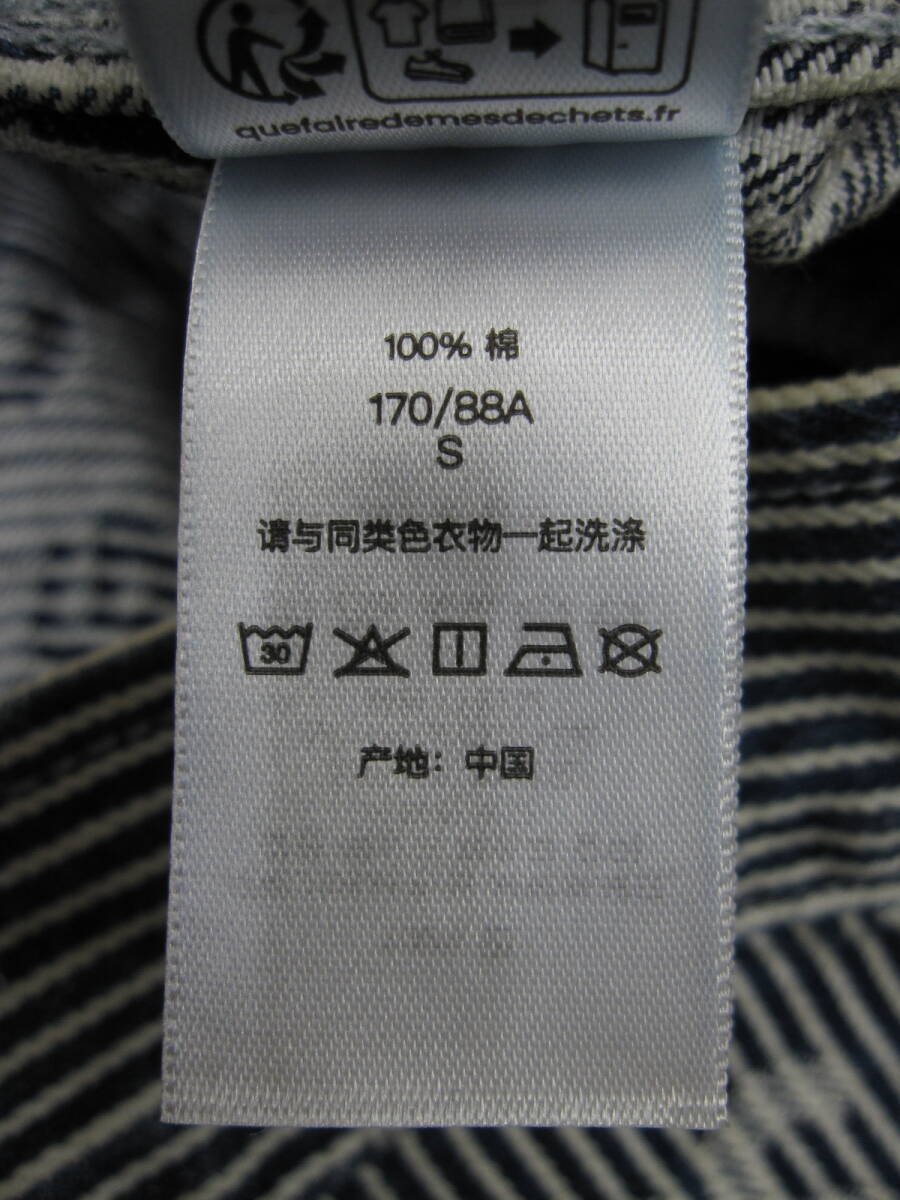 quefairedemesdechets.fr
100% 棉
170/88A
S
请与同类色衣物一起洗涤
30
产地：中国